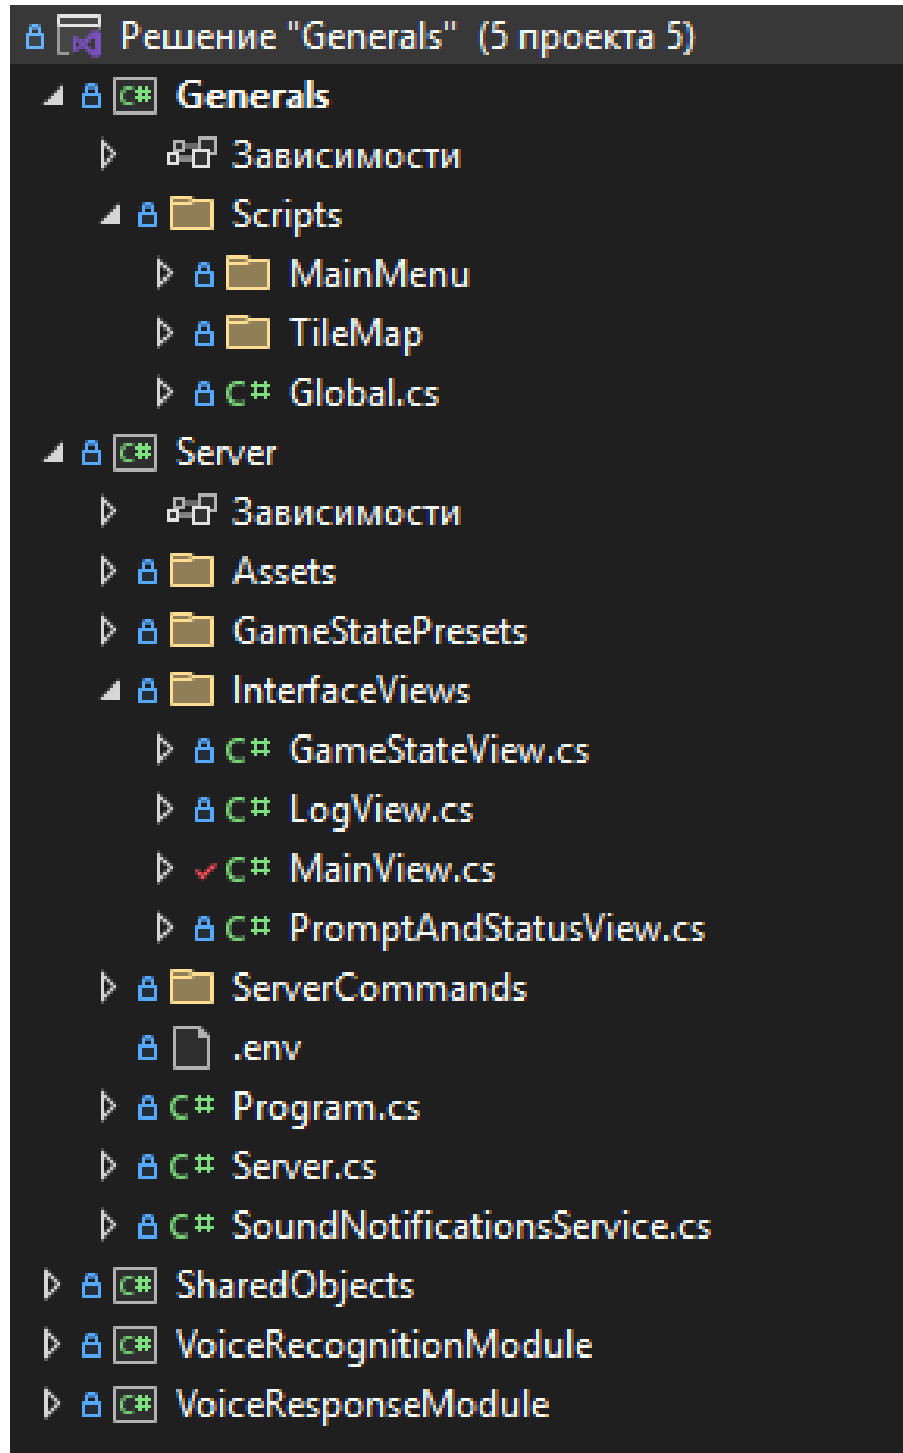 Решение "Generals" (5 проекта 5)
C# Generals
Зависимости
Scripts
MainMenu
TileMap
C# Global.cs
C# Server
Зависимости
Assets
GameStatePresets
InterfaceViews
C# GameStateView.cs
C# LogView.cs
C# MainView.cs
C# PromptAndStatusView.cs
ServerCommands
.env
C# Program.cs
C# Server.cs
C# SoundNotificationsService.cs
C# SharedObjects
C# VoiceRecognitionModule
C# VoiceResponseModule